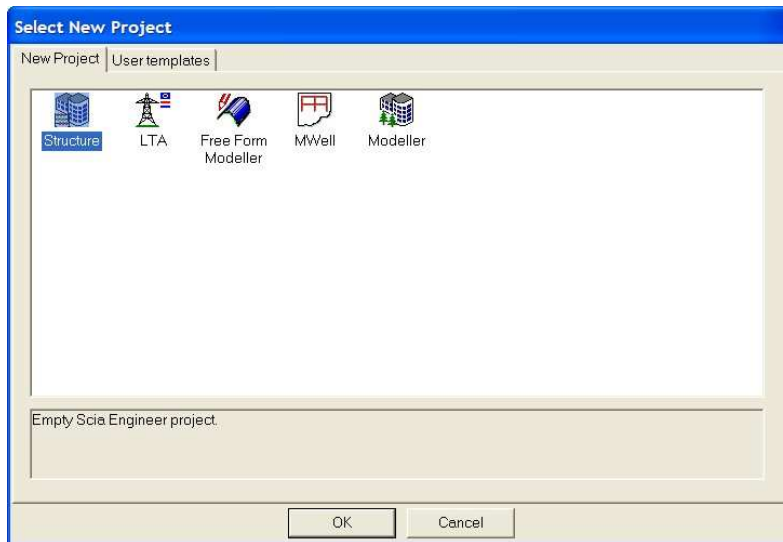 Select New Project
New Project User templates
Structure LTA Free Form Modeller MWell Modeller
Empty Scia Engineer project.
OK Cancel